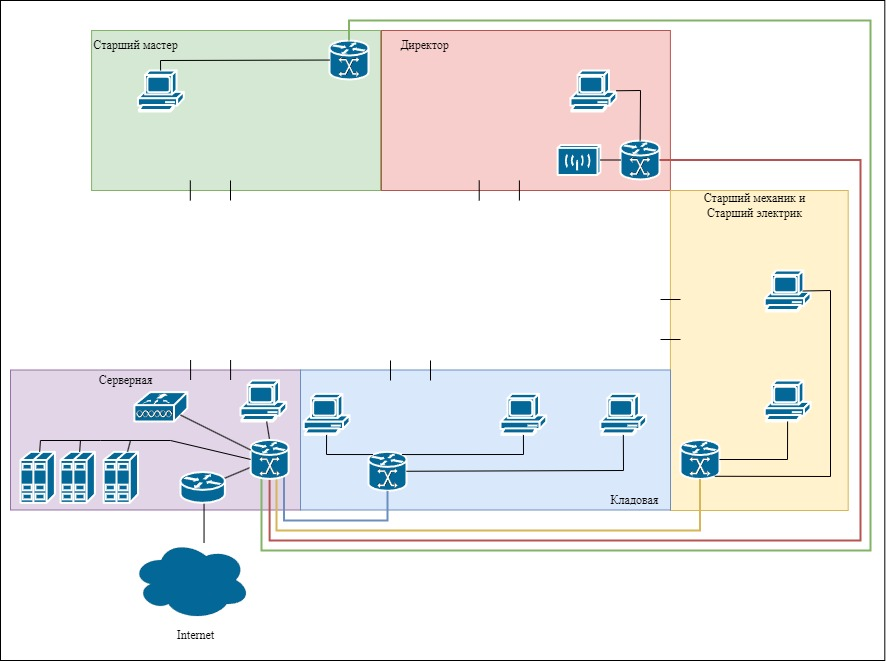 Старший мастер
Директор
Старший механик и
Старший электрик
Серверная
Кладовая
Internet